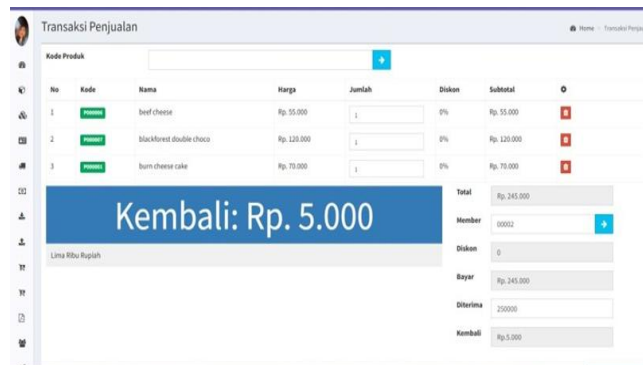 Transaksi Penjualan
Home Transaksi Penjua
Kode Produk
No Kode Nama Harga Jumlah Diskon Subtotal
1 beef cheese Rp. 55.000 1 0% Rp. 55.000
2 blackforest double choco Rp. 120.000 1 0% Rp. 120.000
3 burn cheese cake Rp. 70.000 1 0% Rp. 70.000
Kembali: Rp. 5.000
Lima Ribu Rupiah
Total Rp. 245.000
Member 00002
Diskon 0
Bayar Rp. 245.000
Diterima 250000
Kembali Rp.5.000